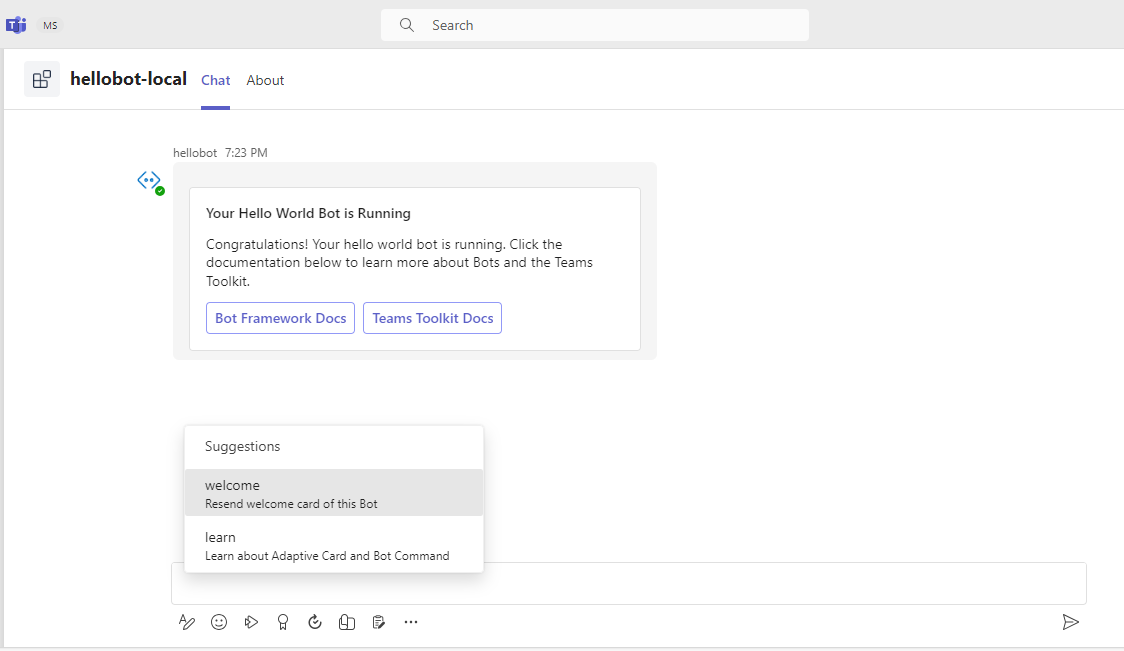 MS
Search
hellobot-local Chat About
hellobot 7:23 PM
Your Hello World Bot is Running
Congratulations! Your hello world bot is running. Click the
documentation below to learn more about Bots and the Teams
Toolkit.
Bot Framework Docs Teams Toolkit Docs
Suggestions
welcome
Resend welcome card of this Bot
learn
Learn about Adaptive Card and Bot Command